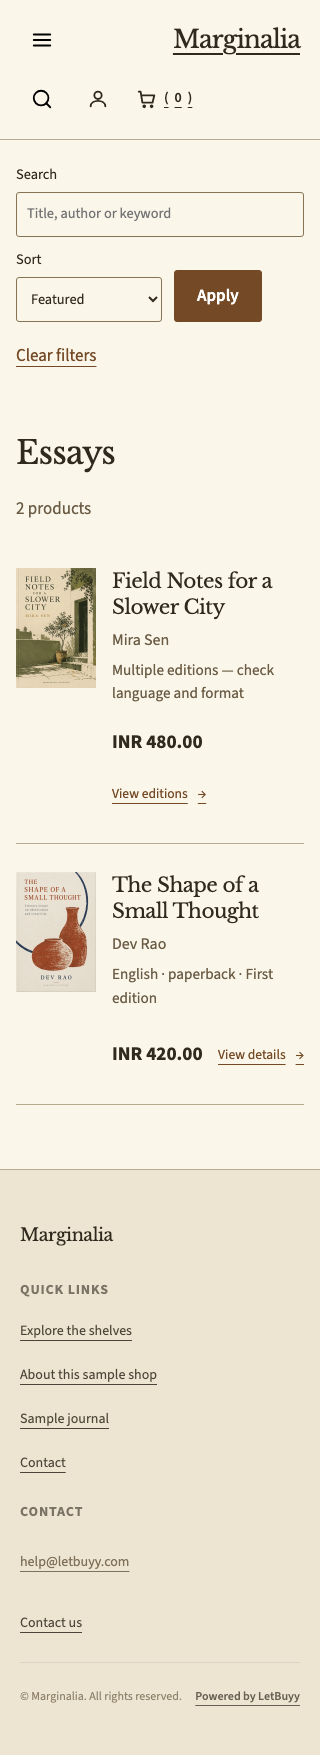 Marginalia
( 0 )
Search
Title, author or keyword
Sort
Featured
Apply
Clear filters
Essays
2 products
FIELD
NOTES
FOR A
SLOWER
CITY
MIRA SEN
Field Notes for a
Slower City
Mira Sen
Multiple editions — check
language and format
INR 480.00
View editions →
THE
SHAPE OF A
SMALL THOUGHT
DEV RAO
The Shape of a
Small Thought
Dev Rao
English · paperback · First
edition
INR 420.00
View details →
Marginalia
QUICK LINKS
Explore the shelves
About this sample shop
Sample journal
Contact
CONTACT
help@letbuyy.com
Contact us
© Marginalia. All rights reserved.
Powered by LetBuyy